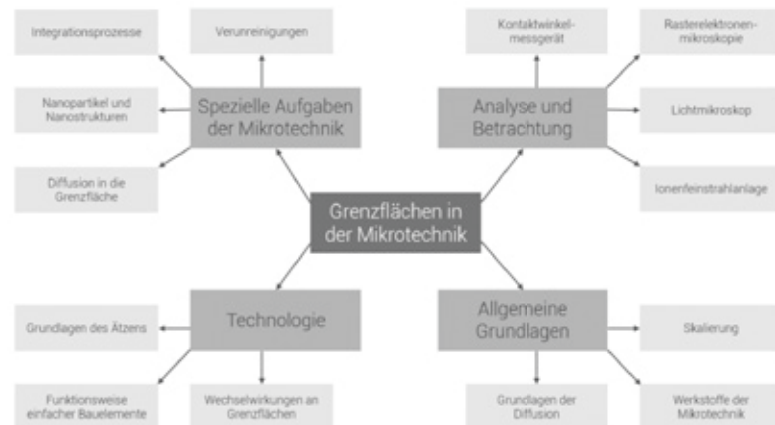 Integrationsprozesse
Verunreinigungen
Kontaktwinkel-
messgerät
Rasterelektronen-
mikroskopie
Nanopartikel und
Nanostrukturen
Spezielle Aufgaben
der Mikrotechnik
Analyse und
Betrachtung
Lichtmikroskop
Diffusion in die
Grenzfläche
Ionenfeinstrahlanlage
Grenzflächen in
der Mikrotechnik
Grundlagen des Ätzens
Technologie
Allgemeine
Grundlagen
Skalierung
Funktionsweise
einfacher Bauelemente
Wechselwirkungen an
Grenzflächen
Grundlagen der
Diffusion
Werkstoffe der
Mikrotechnik